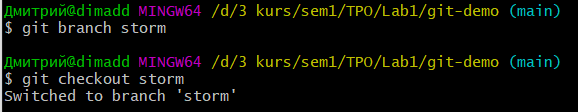 Дмитрий@dimadd MINGW64 /d/3 kurs/sem1/TPO/Lab1/git-demo (main)
$ git branch storm
Дмитрий@dimadd MINGW64 /d/3 kurs/sem1/TPO/Lab1/git-demo (main)
$ git checkout storm
Switched to branch 'storm'